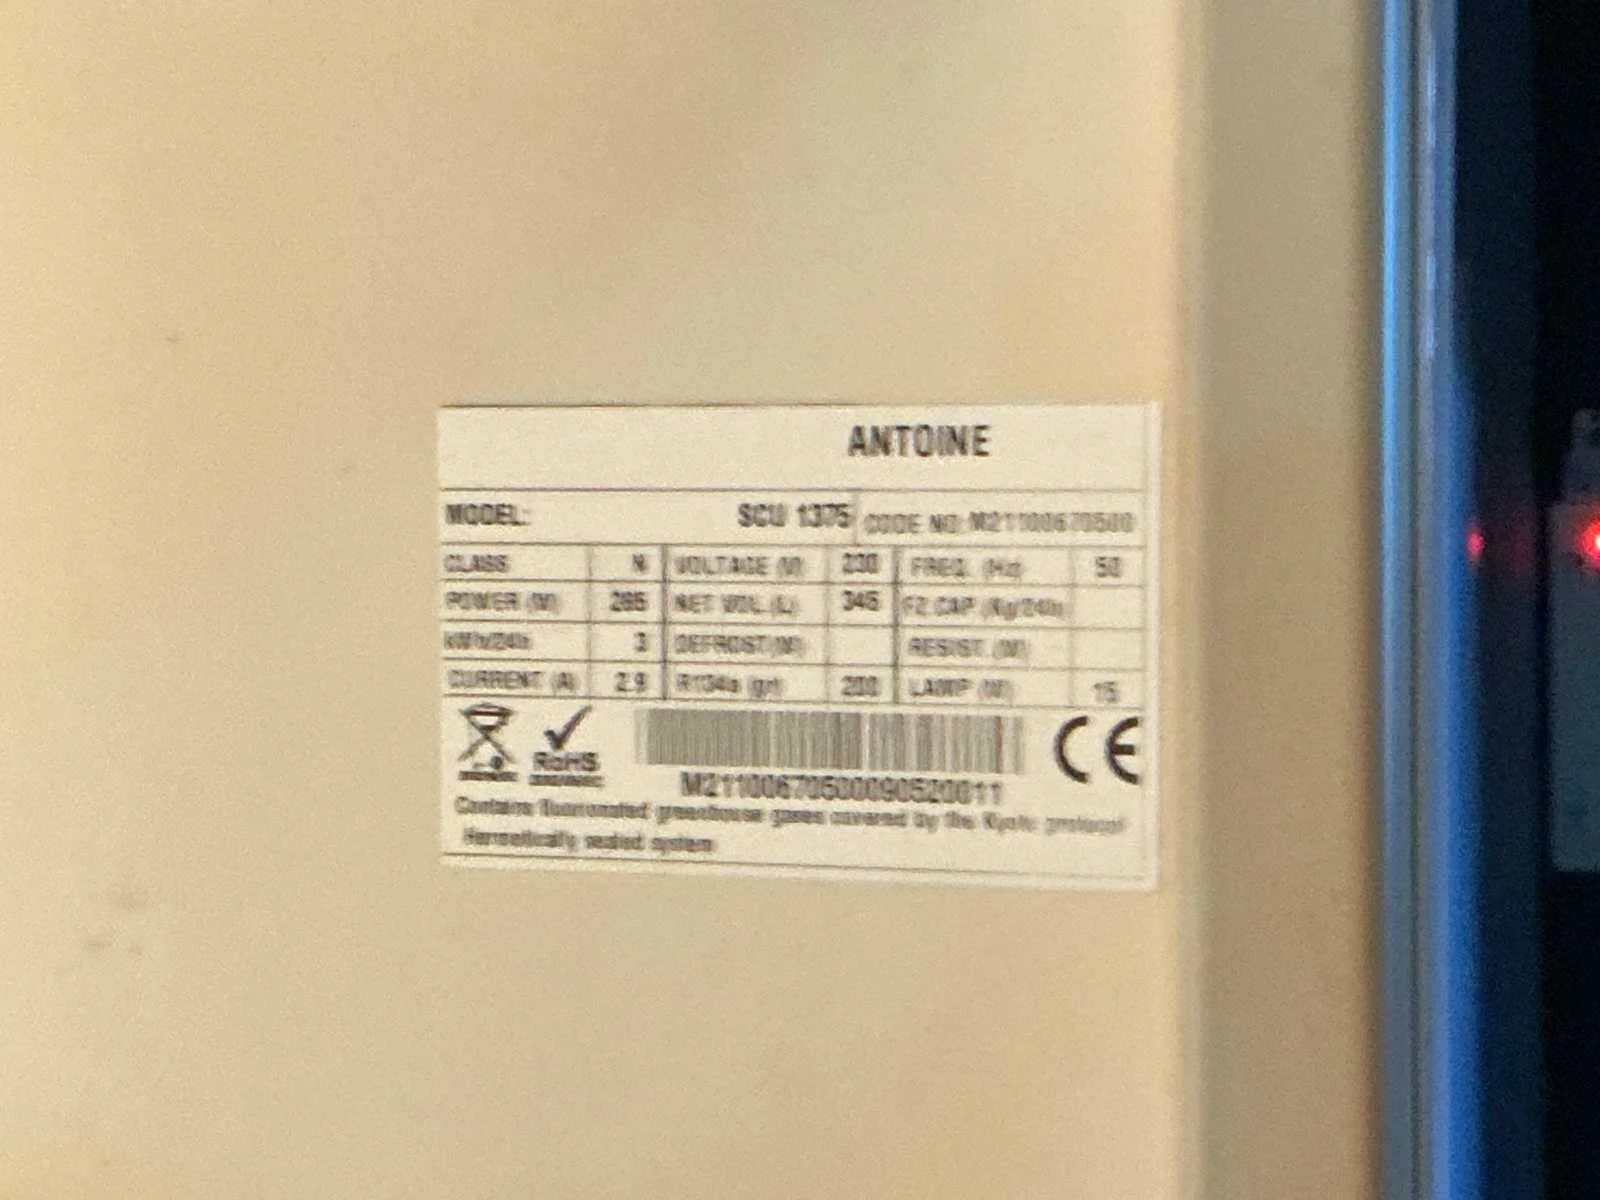 ANTOINE
MODEL: SCU 1375 CODE NO: M21100670500
CLASS N VOLTAGE (V) 230 FREQ. (Hz) 50
POWER (W) 265 NET VOL. (L) 345 FZ.CAP (Kg/24h)
kWh/24h 3 DEFROST (W) RESIST. (W)
CURRENT (A) 2.9 R134a (gr) 200 LAMP (W) 15
RoHS
CE
M21100670500090520011
Contains fluorinated greenhouse gases covered by the Kyoto protocol
Hermetically sealed system